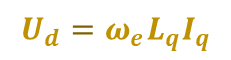 U_d = ω_e L_q I_q